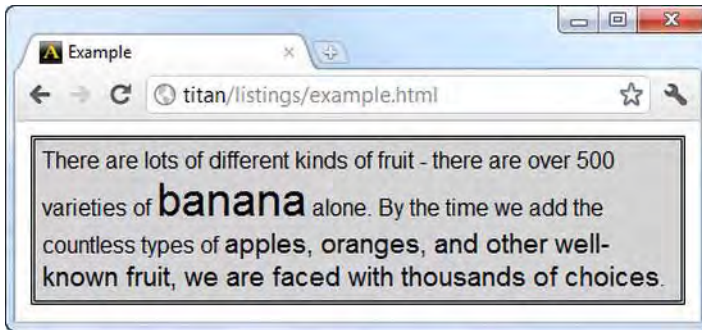 Example
titan/listings/example.html
There are lots of different kinds of fruit - there are over 500
varieties of banana alone. By the time we add the
countless types of apples, oranges, and other well-
known fruit, we are faced with thousands of choices.